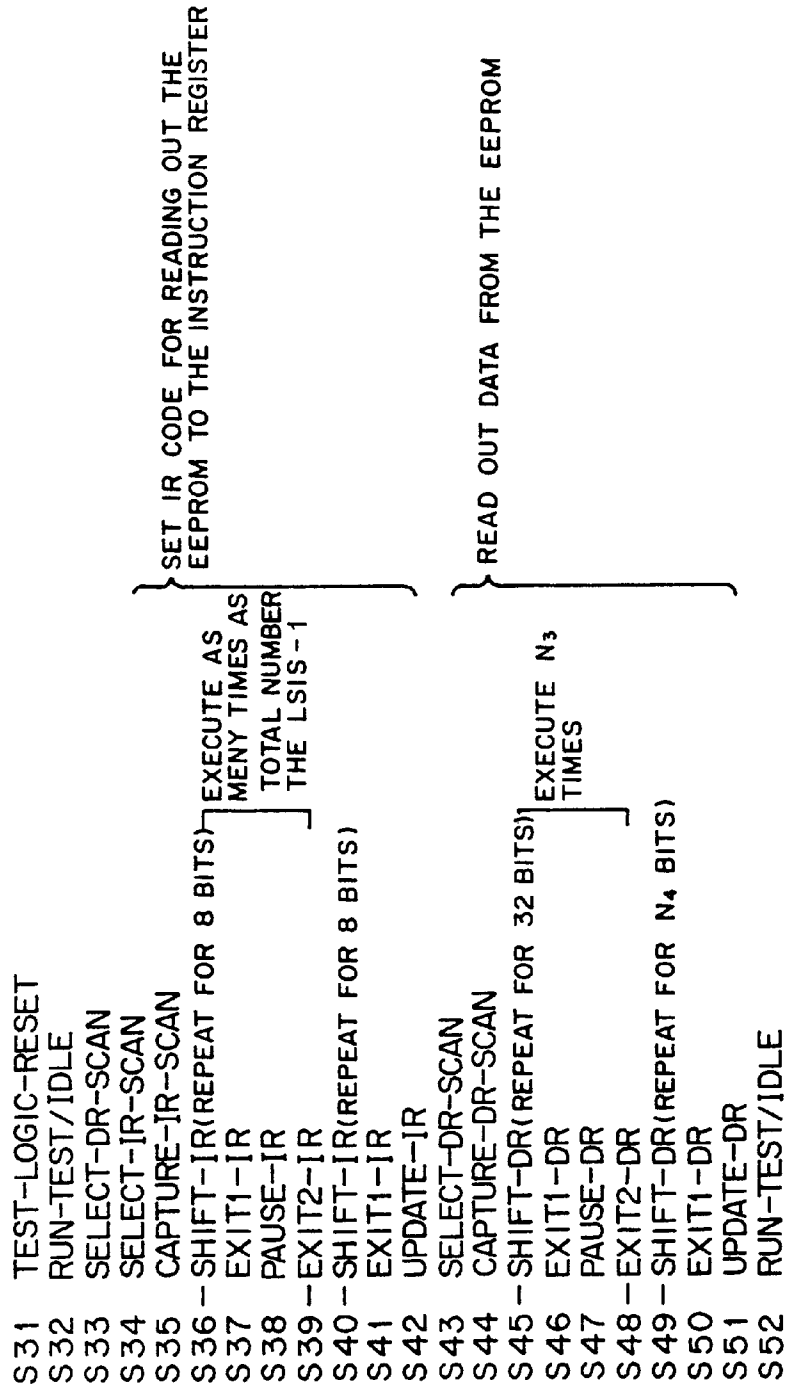 S31 TEST-LOGIC-RESET
S32 RUN-TEST/IDLE
S33 SELECT-DR-SCAN
S34 SELECT-IR-SCAN
S35 CAPTURE-IR-SCAN
S36 - SHIFT-IR(REPEAT FOR 8 BITS)
S37 EXIT1-IR
S38 PAUSE-IR
S39 - EXIT2-IR
S40 - SHIFT-IR(REPEAT FOR 8 BITS)
S41 EXIT1-IR
S42 UPDATE-IR
S43 SELECT-DR-SCAN
S44 CAPTURE-DR-SCAN
S45 - SHIFT-DR(REPEAT FOR 32 BITS)
S46 EXIT1-DR
S47 PAUSE-DR
S48 - EXIT2-DR
S49 - SHIFT-DR(REPEAT FOR N4 BITS)
S50 EXIT1-DR
S51 UPDATE-DR
S52 RUN-TEST/IDLE
EXECUTE AS
MENY TIMES AS
TOTAL NUMBER
THE LSIS-1
EXECUTE N3
TIMES
SET IR CODE FOR READING OUT THE
EEPROM TO THE INSTRUCTION REGISTER
READ OUT DATA FROM THE EEPROM